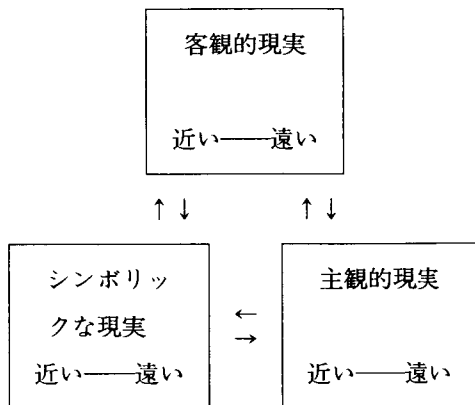 客観的現実
近い——遠い
↑↓ ↑↓
シンボリッ
クな現実
近い——遠い
←
→
主観的現実
近い——遠い